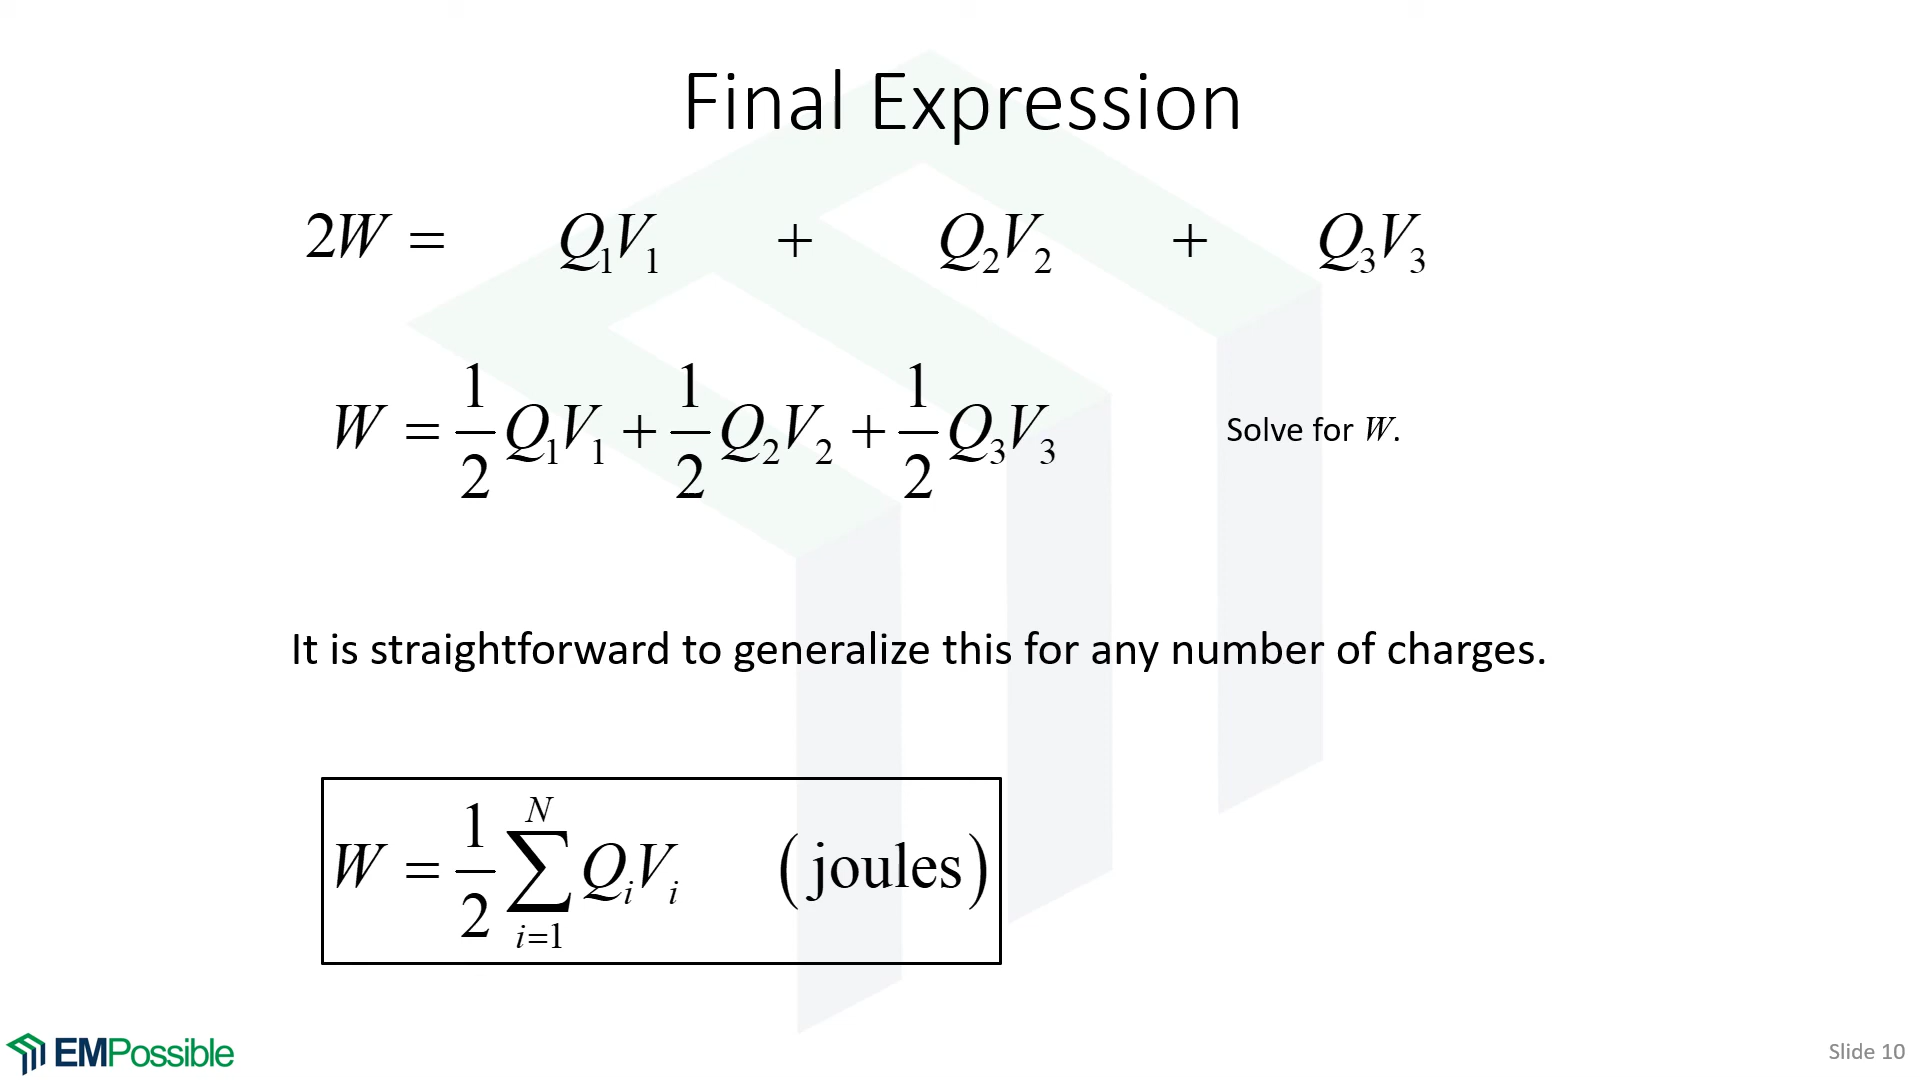 Final Expression
2W = Q₁V₁ + Q₂V₂ + Q₃V₃
W = 1/2 Q₁V₁ + 1/2 Q₂V₂ + 1/2 Q₃V₃ Solve for W.
It is straightforward to generalize this for any number of charges.
W = 1/2 ∑_{i=1}^{N} QᵢVᵢ (joules)
EMPossible Slide 10